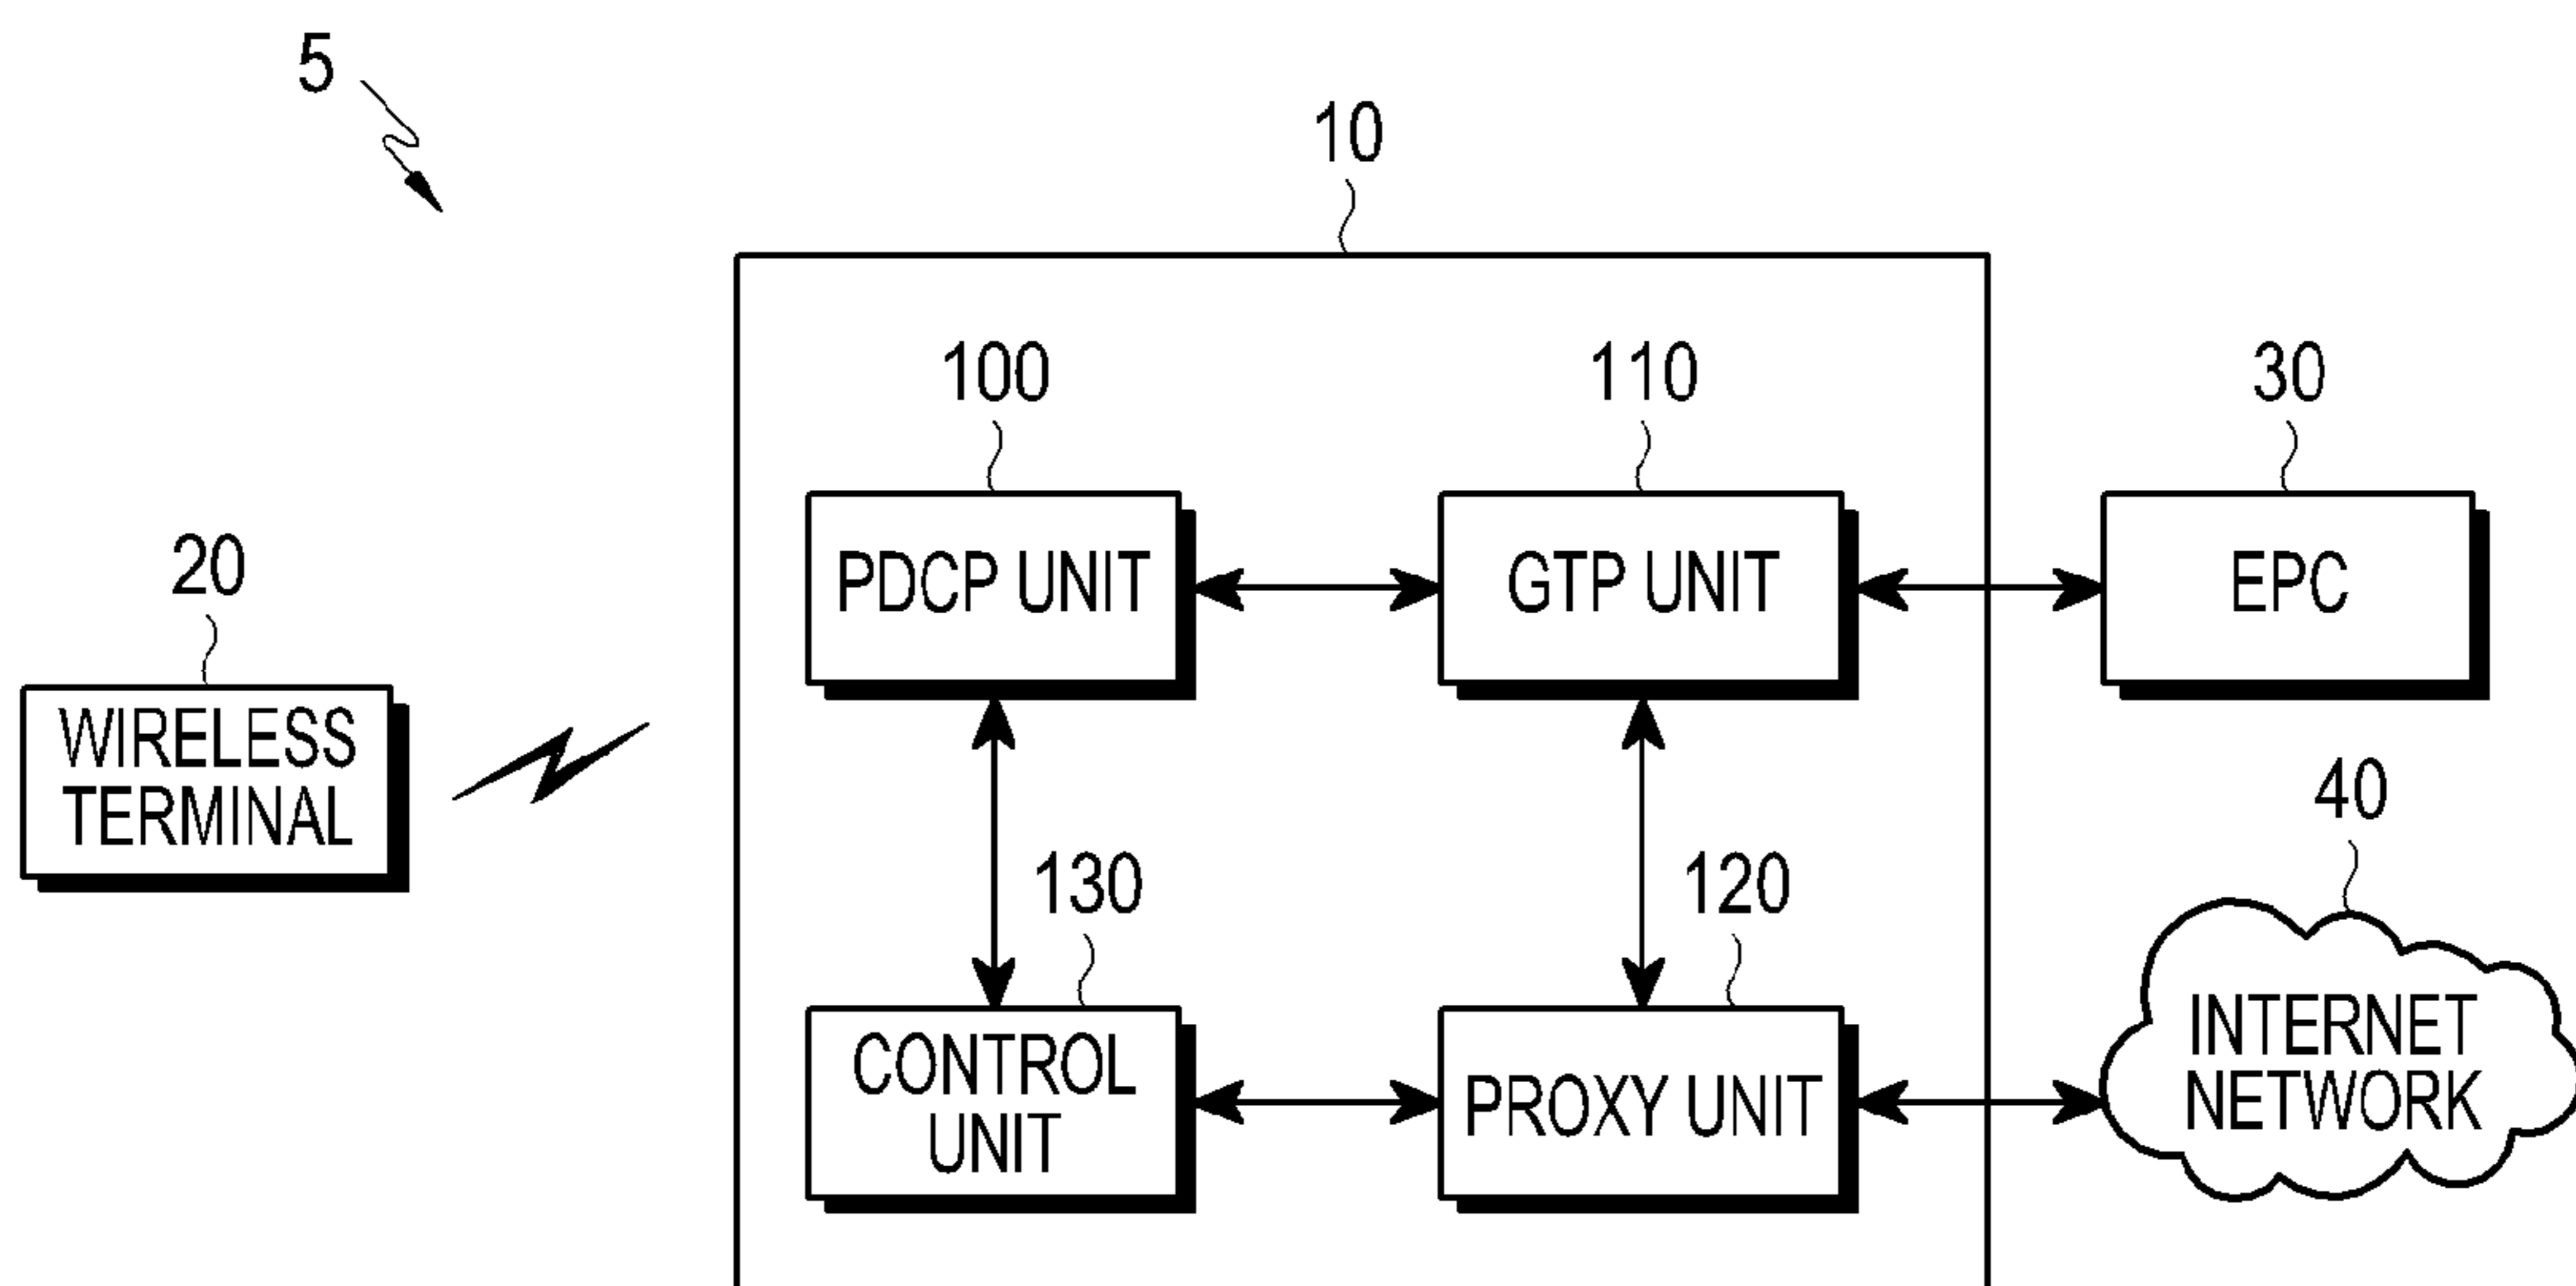 5
10
100
110
30
PDCP UNIT
GTP UNIT
EPC
20
WIRELESS
TERMINAL
40
130
120
CONTROL
UNIT
PROXY UNIT
INTERNET
NETWORK